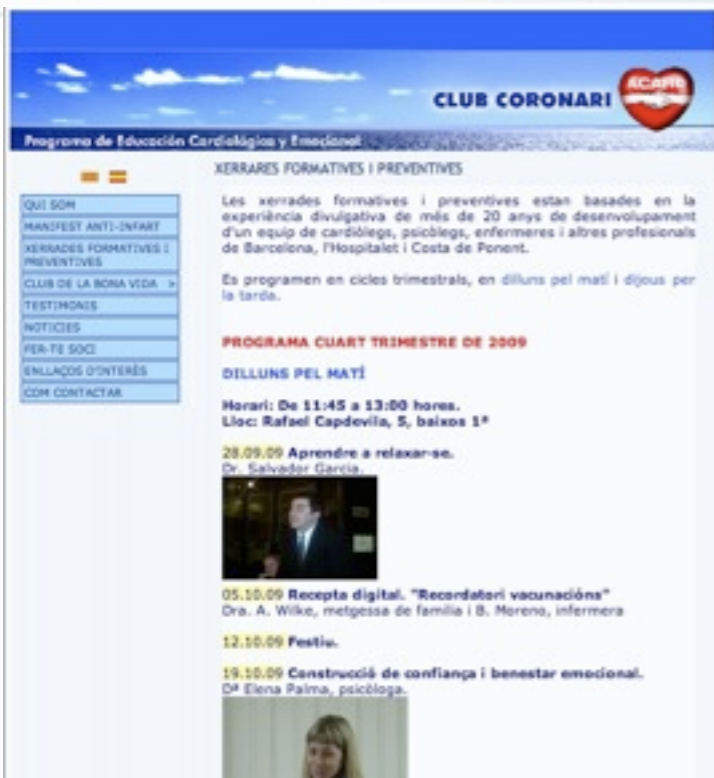 CLUB CORONARI
ACAMB
Programa de Educación Cardiológica y Emocional
QUI SOM
MANIFEST ANTI-INFART
XERRADES FORMATIVES I
PREVENTIVES
CLUB DE LA BONA VIDA >
TESTIMONIS
NOTICIES
FER-TE SOCI
ENLLAÇOS D'INTERÈS
COM CONTACTAR
XERRARES FORMATIVES I PREVENTIVES
Les xerrades formatives i preventives estan basades en la
experiència divulgativa de més de 20 anys de desenvolupament
d'un equip de cardiòlegs, psicòlegs, enfermeres i altres profesionals
de Barcelona, l'Hospitalet i Costa de Ponent.
Es programen en cicles trimestrals, en dilluns pel matí i dijous per
la tarda.
PROGRAMA CUART TRIMESTRE DE 2009
DILLUNS PEL MATÍ
Horari: De 11:45 a 13:00 hores.
Lloc: Rafael Capdevila, 5, baixos 1ª
28.09.09 Aprendre a relaxar-se.
Dr. Salvador Garcia.
05.10.09 Recepta digital. "Recordatori vacunacións"
Dra. A. Wilke, metgessa de familia i B. Moreno, infermera
12.10.09 Festiu.
19.10.09 Construcció de confiança i benestar emocional.
Dª Elena Palma, psicòloga.